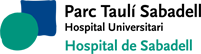 Parc Taulí Sabadell
Hospital Universitari
Hospital de Sabadell